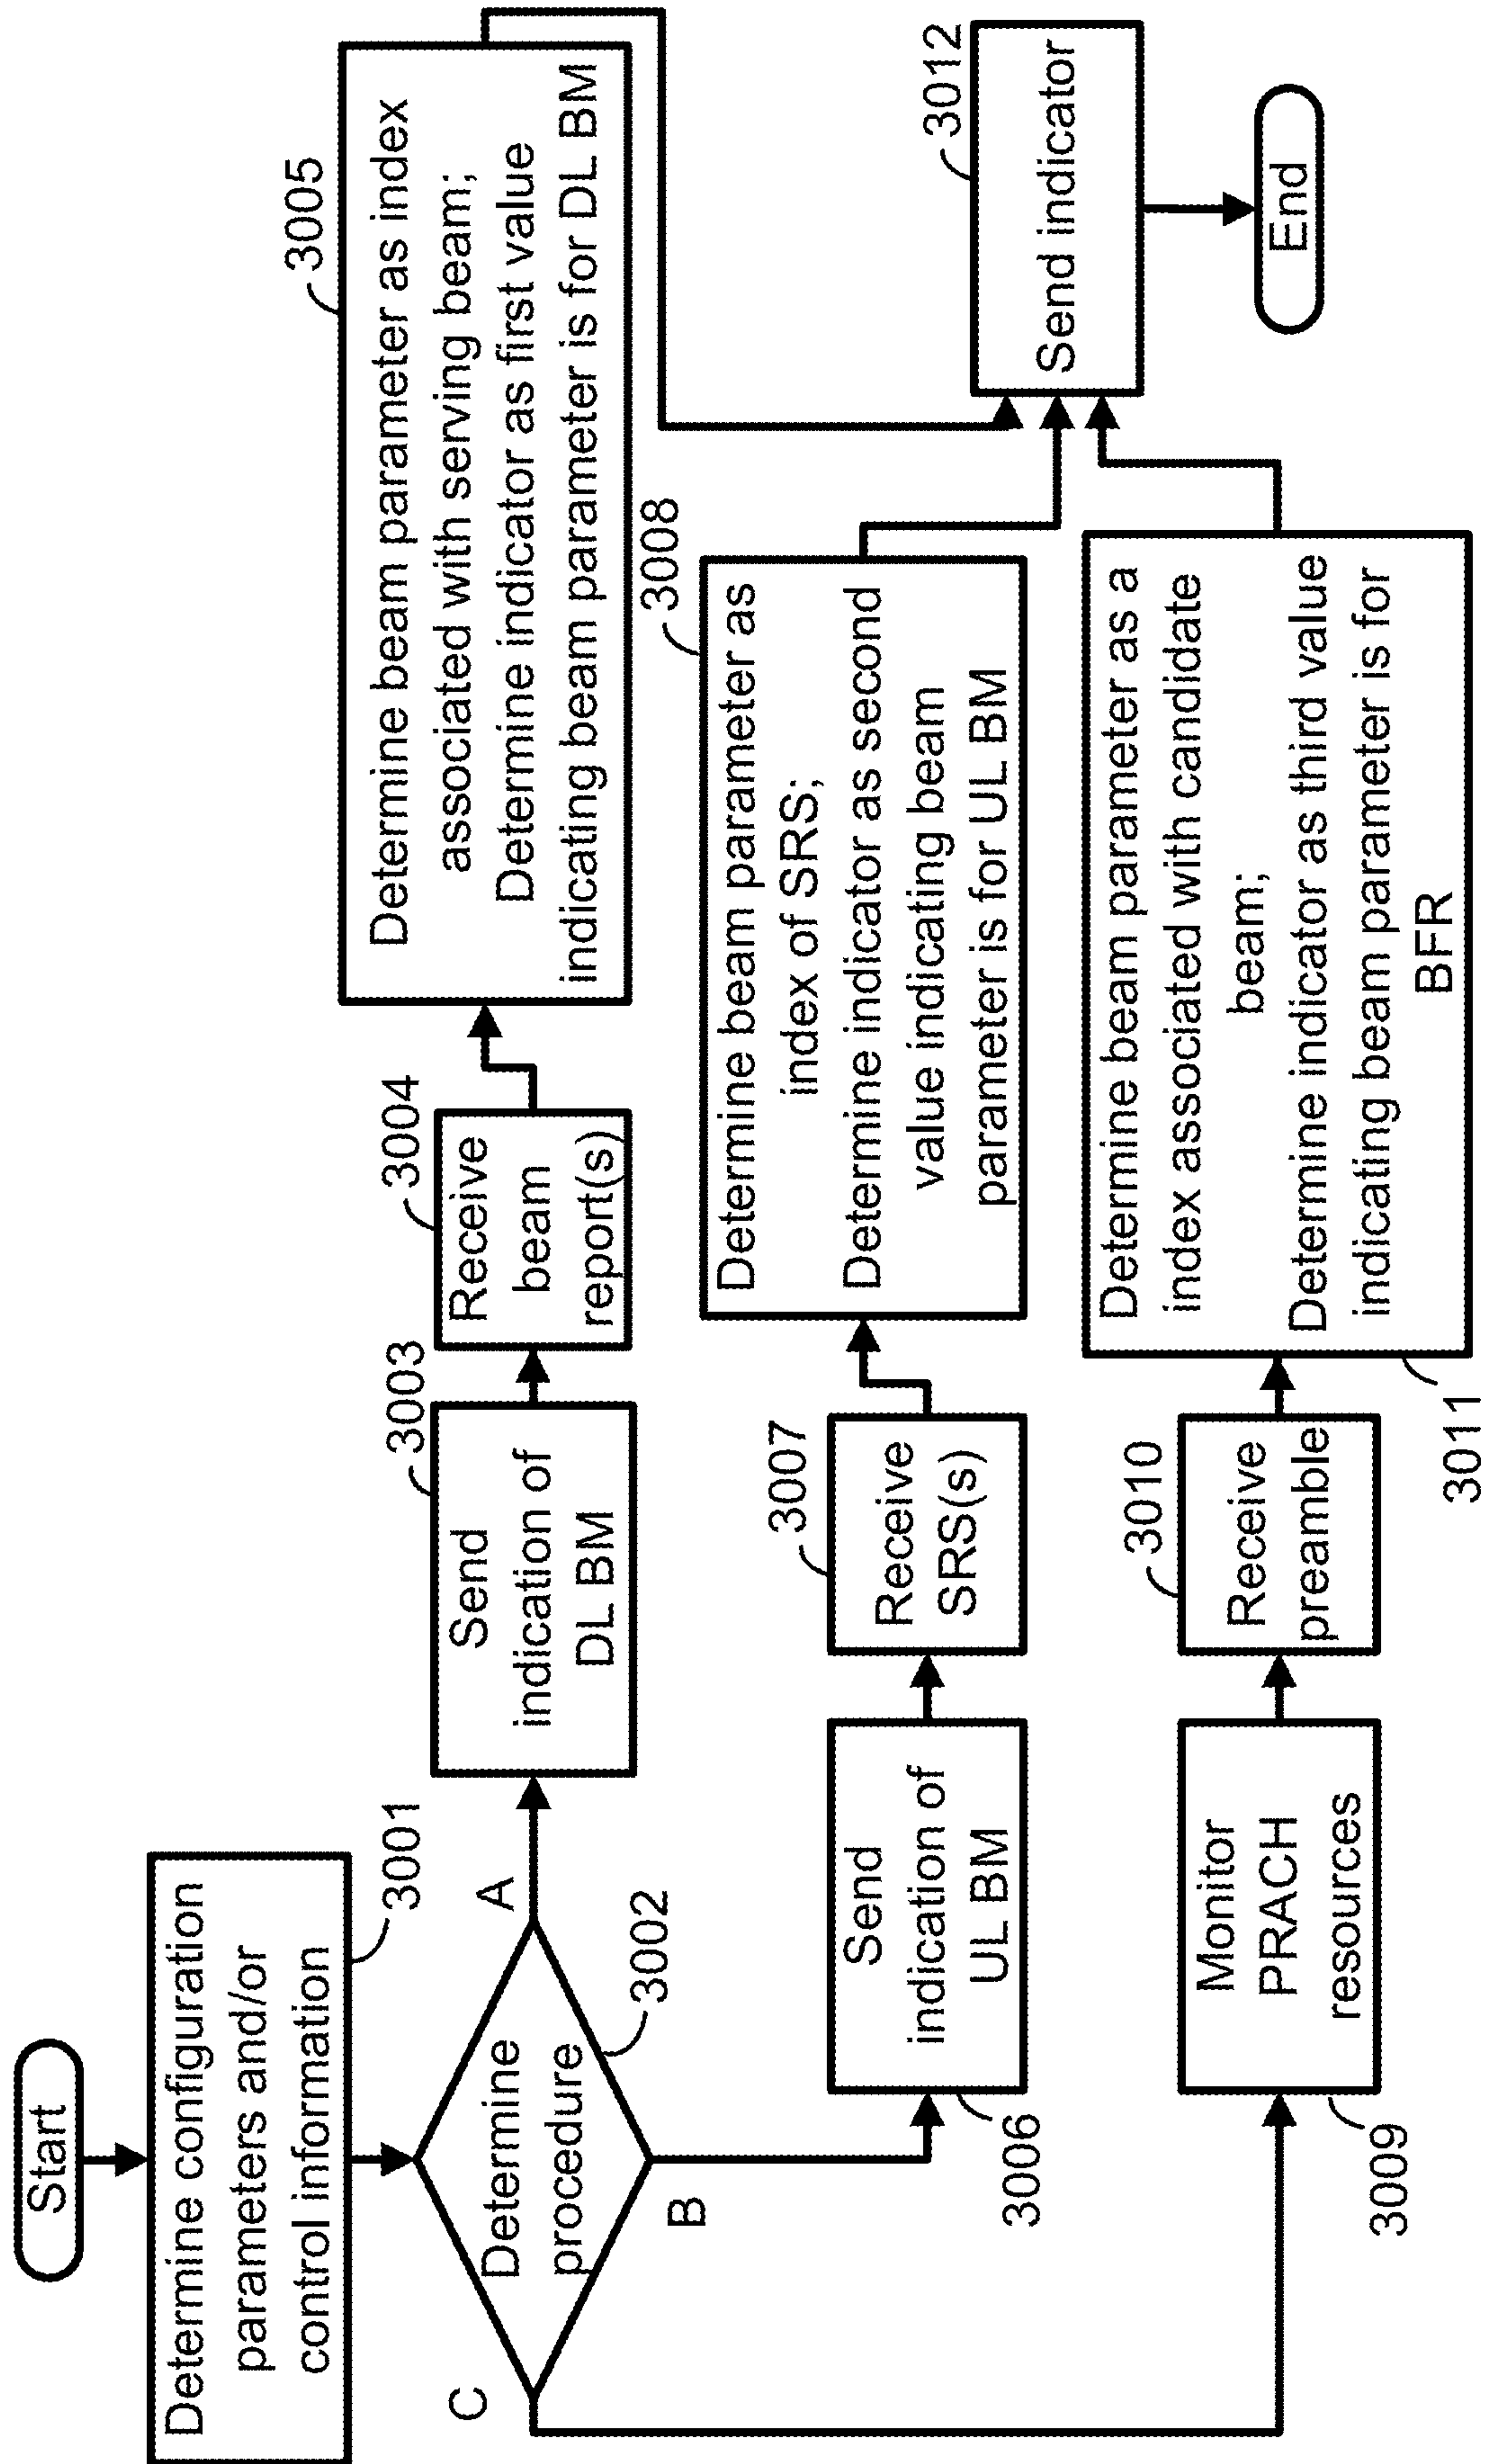 Start
Determine configuration
parameters and/or
control information
3001
Determine
procedure
3002
A
B
C
Send
indication of
DL BM
3003
Receive
beam
report(s)
3004
Determine beam parameter as index
associated with serving beam;
Determine indicator as first value
indicating beam parameter is for DL BM
3005
Send
indication of
UL BM
3006
Receive
SRS(s)
3007
Determine beam parameter as
index of SRS;
Determine indicator as second
value indicating beam
parameter is for UL BM
3008
Monitor
PRACH
resources
3009
Receive
preamble
3010
Determine beam parameter as a
index associated with candidate
beam;
Determine indicator as third value
indicating beam parameter is for
BFR
3011
Send indicator
3012
End